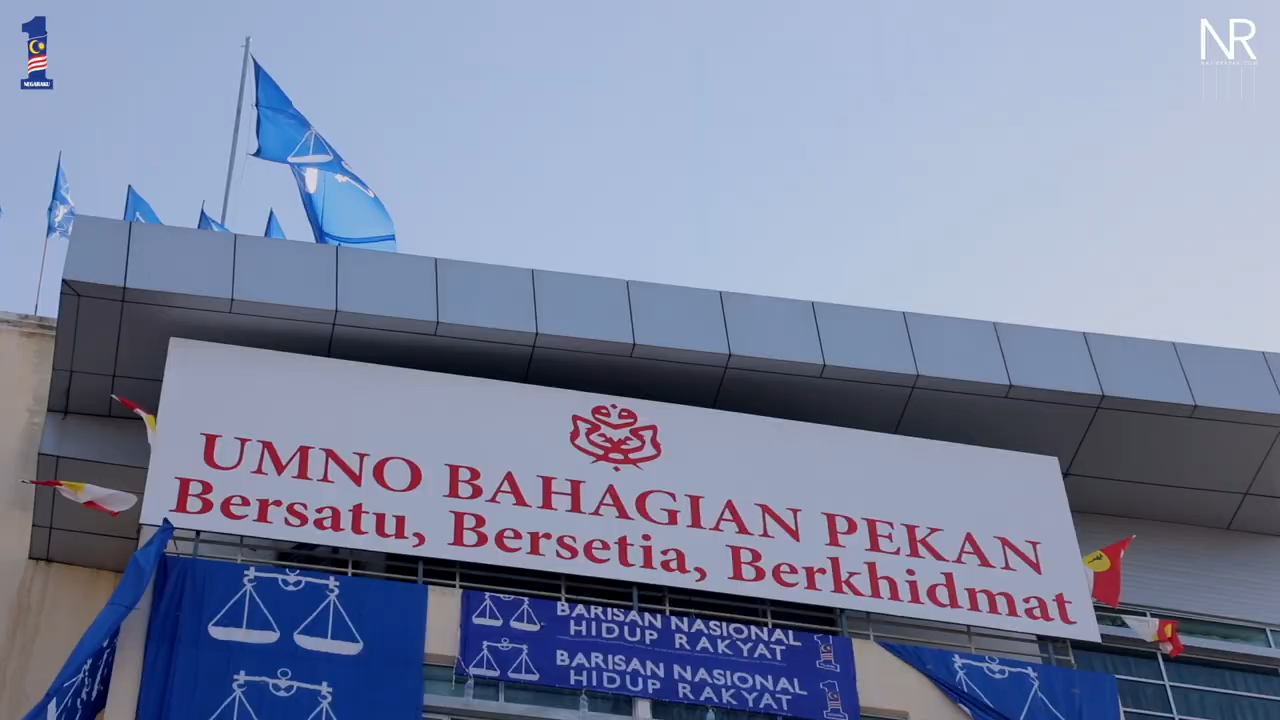 NEGARAKU
NR
UMNO BAHAGIAN PEKAN
Bersatu, Bersetia, Berkhidmat
BARISAN NASIONAL
HIDUP RAKYAT
BARISAN NASIONAL
HIDUP RAKYAT